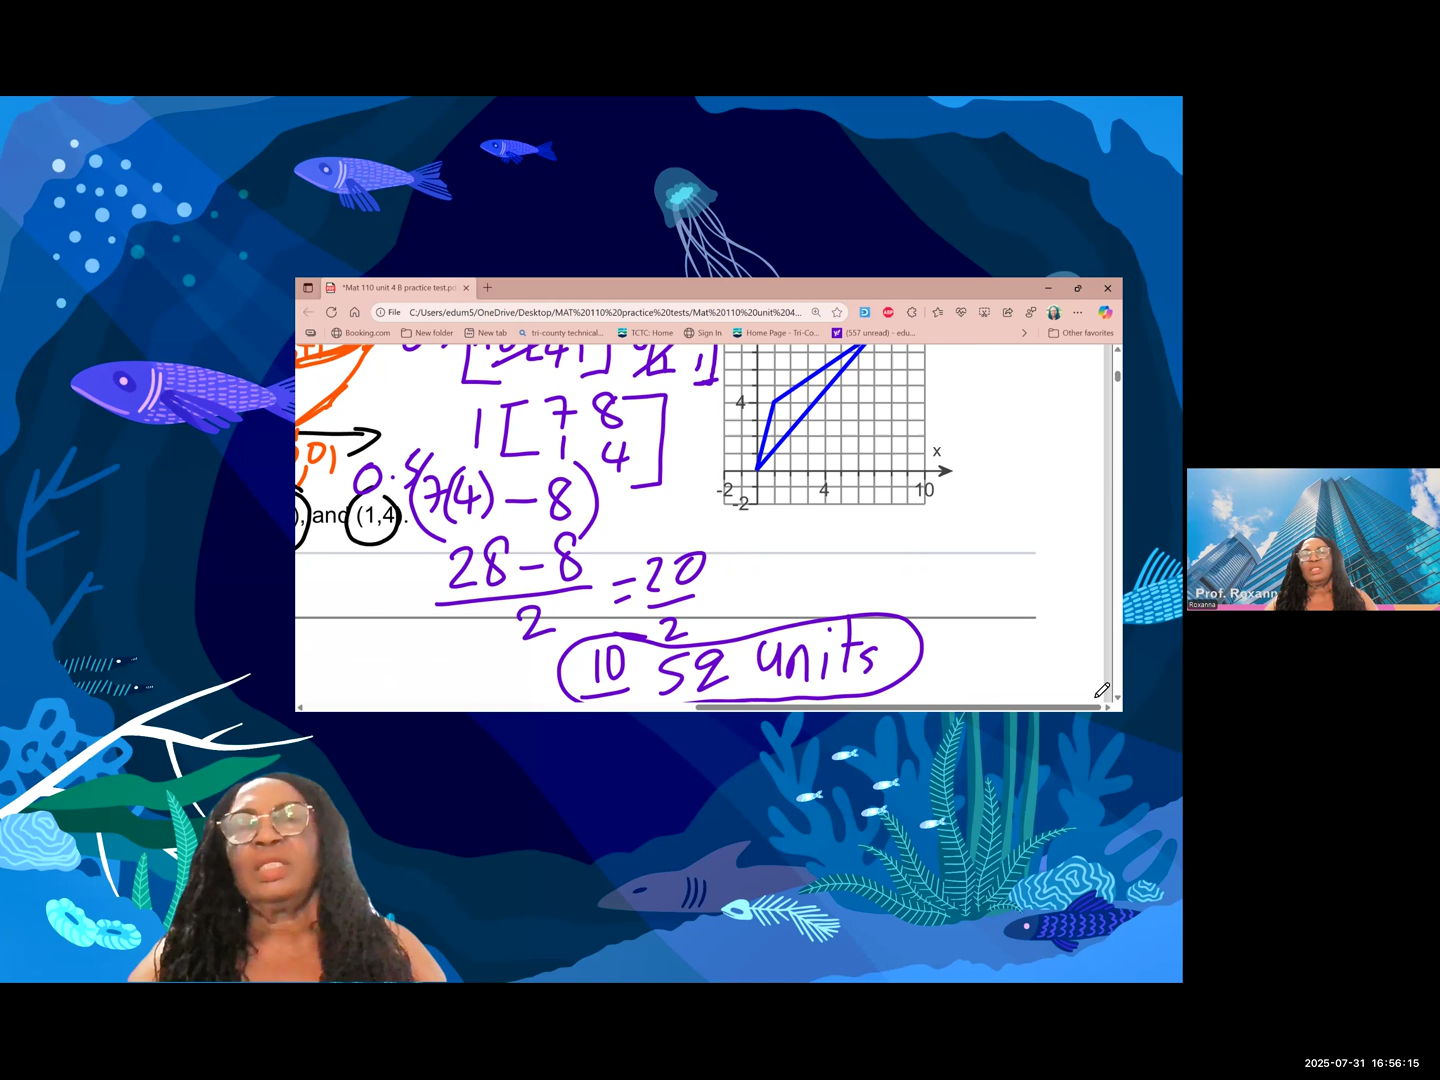 *Mat 110 unit 4 B practice test.pd
File C:/Users/edum5/OneDrive/Desktop/MAT%20110%20practice%20tests/Mat%20110%20unit%204...
Booking.com New folder New tab tri-county technical... TCTC: Home Sign In Home Page - Tri-Co... (557 unread) - edu... Other favorites
1 [ 7 8
1 4 ]
4
x
-2 4 10
-2
(7(4) - 8)
), and (1,4).
28 - 8 = 20
2 2
10 sq units
Prof. Roxann
Roxanna
2025-07-31 16:56:15